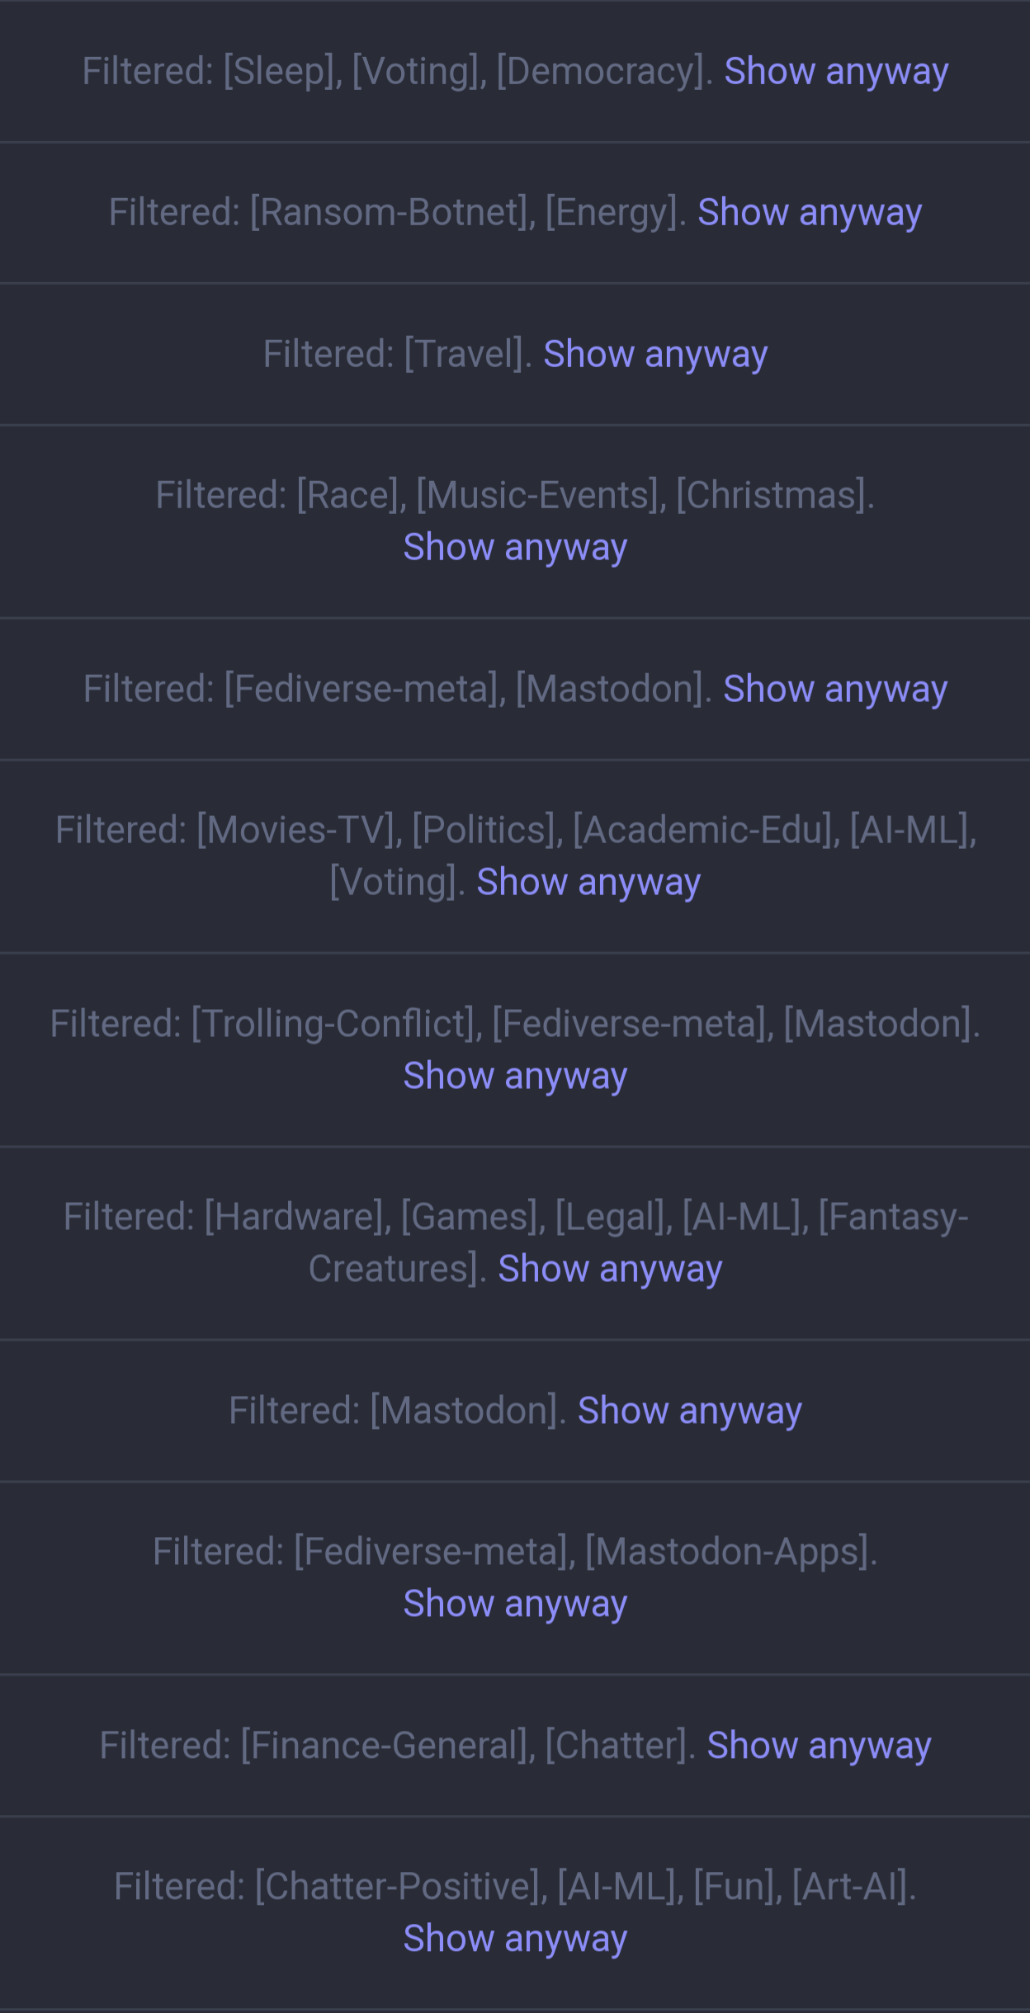 Filtered: [Sleep], [Voting], [Democracy]. Show anyway
Filtered: [Ransom-Botnet], [Energy]. Show anyway
Filtered: [Travel]. Show anyway
Filtered: [Race], [Music-Events], [Christmas].
Show anyway
Filtered: [Fediverse-meta], [Mastodon]. Show anyway
Filtered: [Movies-TV], [Politics], [Academic-Edu], [AI-ML],
[Voting]. Show anyway
Filtered: [Trolling-Conflict], [Fediverse-meta], [Mastodon].
Show anyway
Filtered: [Hardware], [Games], [Legal], [AI-ML], [Fantasy-
Creatures]. Show anyway
Filtered: [Mastodon]. Show anyway
Filtered: [Fediverse-meta], [Mastodon-Apps].
Show anyway
Filtered: [Finance-General], [Chatter]. Show anyway
Filtered: [Chatter-Positive], [AI-ML], [Fun], [Art-AI].
Show anyway